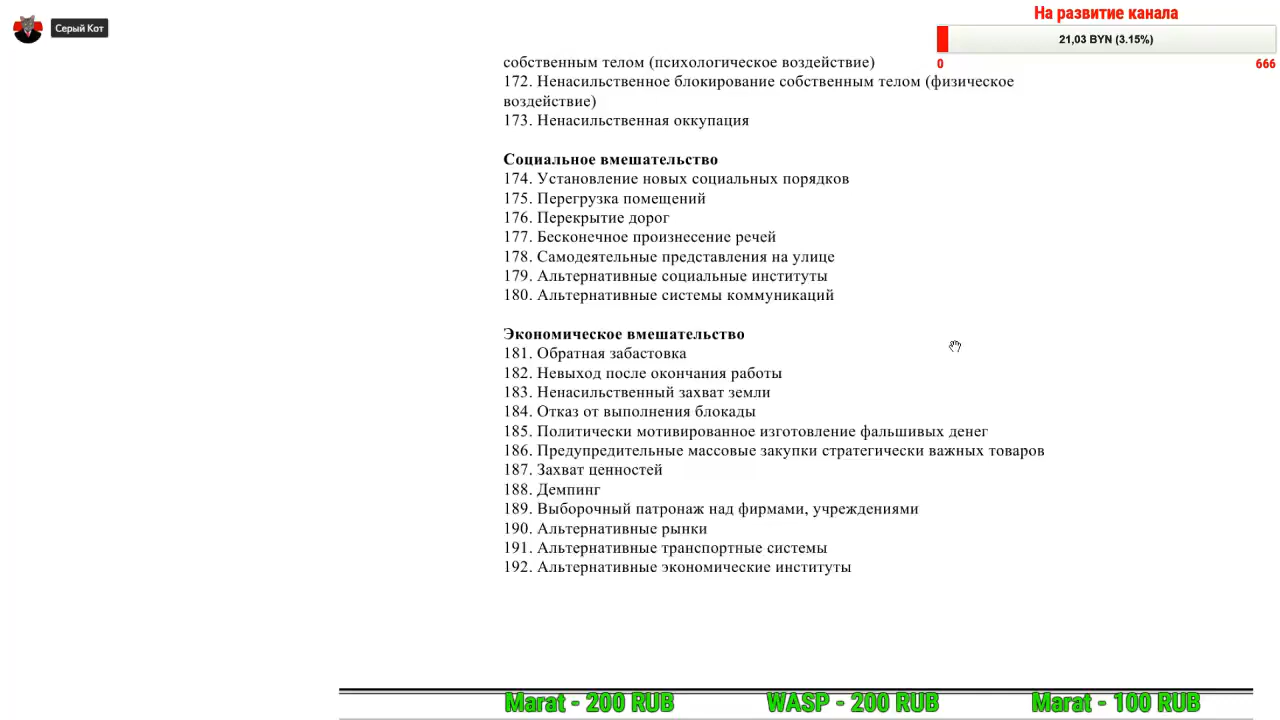 Серый Кот
На развитие канала
21,03 BYN (3.15%)
0
666
собственным телом (психологическое воздействие)
172. Ненасильственное блокирование собственным телом (физическое
воздействие)
173. Ненасильственная оккупация
Социальное вмешательство
174. Установление новых социальных порядков
175. Перегрузка помещений
176. Перекрытие дорог
177. Бесконечное произнесение речей
178. Самодеятельные представления на улице
179. Альтернативные социальные институты
180. Альтернативные системы коммуникаций
Экономическое вмешательство
181. Обратная забастовка
182. Невыход после окончания работы
183. Ненасильственный захват земли
184. Отказ от выполнения блокады
185. Политически мотивированное изготовление фальшивых денег
186. Предупредительные массовые закупки стратегически важных товаров
187. Захват ценностей
188. Демпинг
189. Выборочный патронаж над фирмами, учреждениями
190. Альтернативные рынки
191. Альтернативные транспортные системы
192. Альтернативные экономические институты
Marat - 200 RUB WASP - 200 RUB Marat - 100 RUB